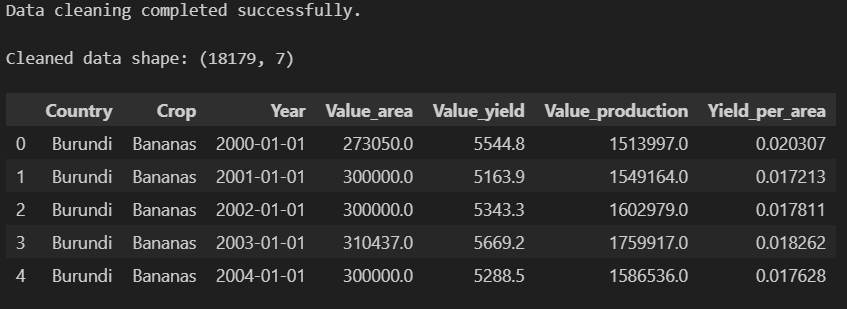 Data cleaning completed successfully.
Cleaned data shape: (18179, 7)
Country Crop Year Value_area Value_yield Value_production Yield_per_area
0 Burundi Bananas 2000-01-01 273050.0 5544.8 1513997.0 0.020307
1 Burundi Bananas 2001-01-01 300000.0 5163.9 1549164.0 0.017213
2 Burundi Bananas 2002-01-01 300000.0 5343.3 1602979.0 0.017811
3 Burundi Bananas 2003-01-01 310437.0 5669.2 1759917.0 0.018262
4 Burundi Bananas 2004-01-01 300000.0 5288.5 1586536.0 0.017628